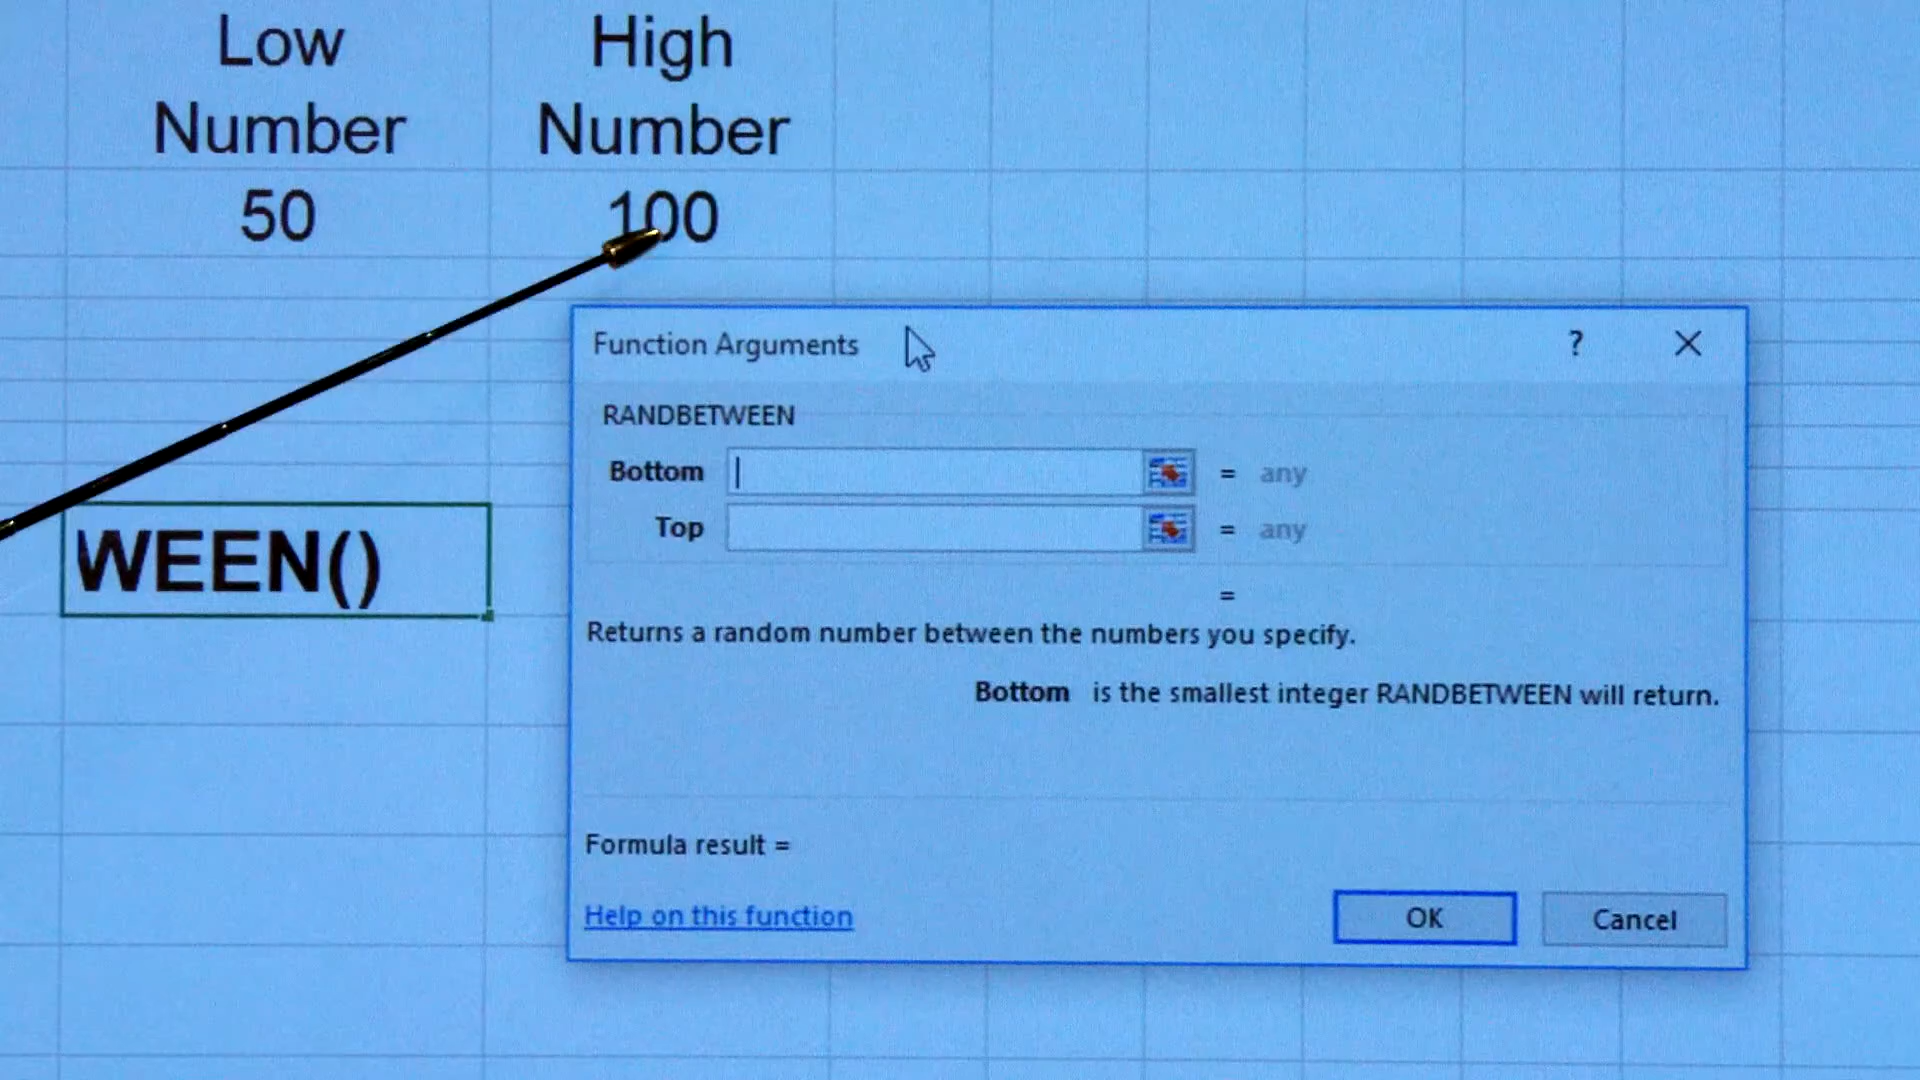 Low
Number
High
Number
50
100
Function Arguments
?
RANDBETWEEN
Bottom
= any
Top
= any
=
WEEN()
Returns a random number between the numbers you specify.
Bottom is the smallest integer RANDBETWEEN will return.
Formula result =
Help on this function
OK
Cancel